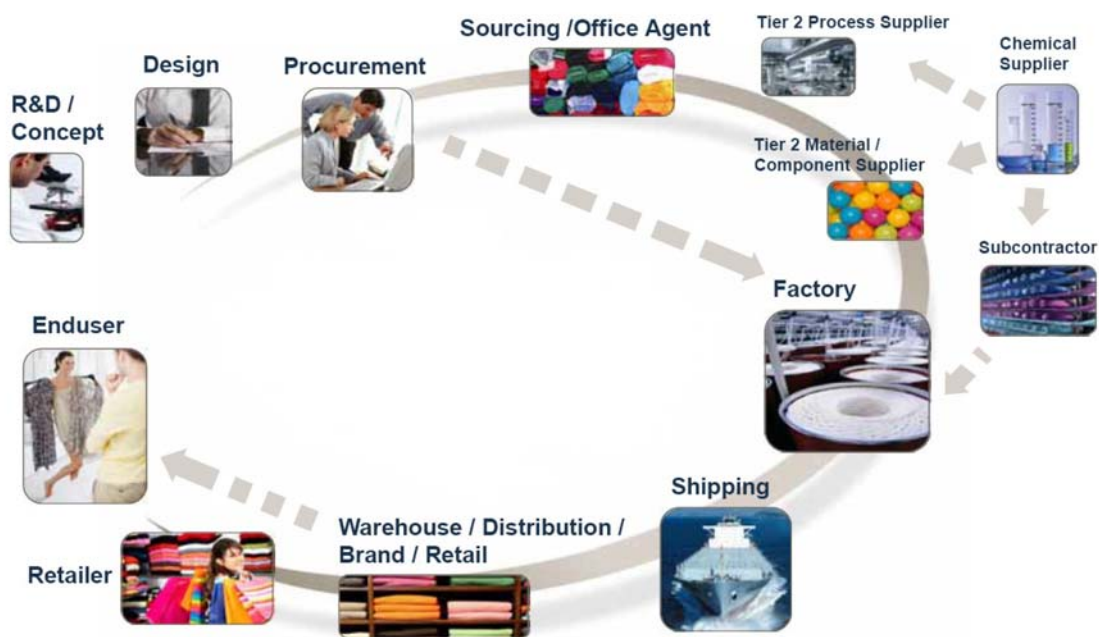 R&D /
Concept
Design
Procurement
Sourcing /Office Agent
Tier 2 Process Supplier
Chemical
Supplier
Tier 2 Material /
Component Supplier
Subcontractor
Factory
Shipping
Warehouse / Distribution /
Brand / Retail
Retailer
Enduser